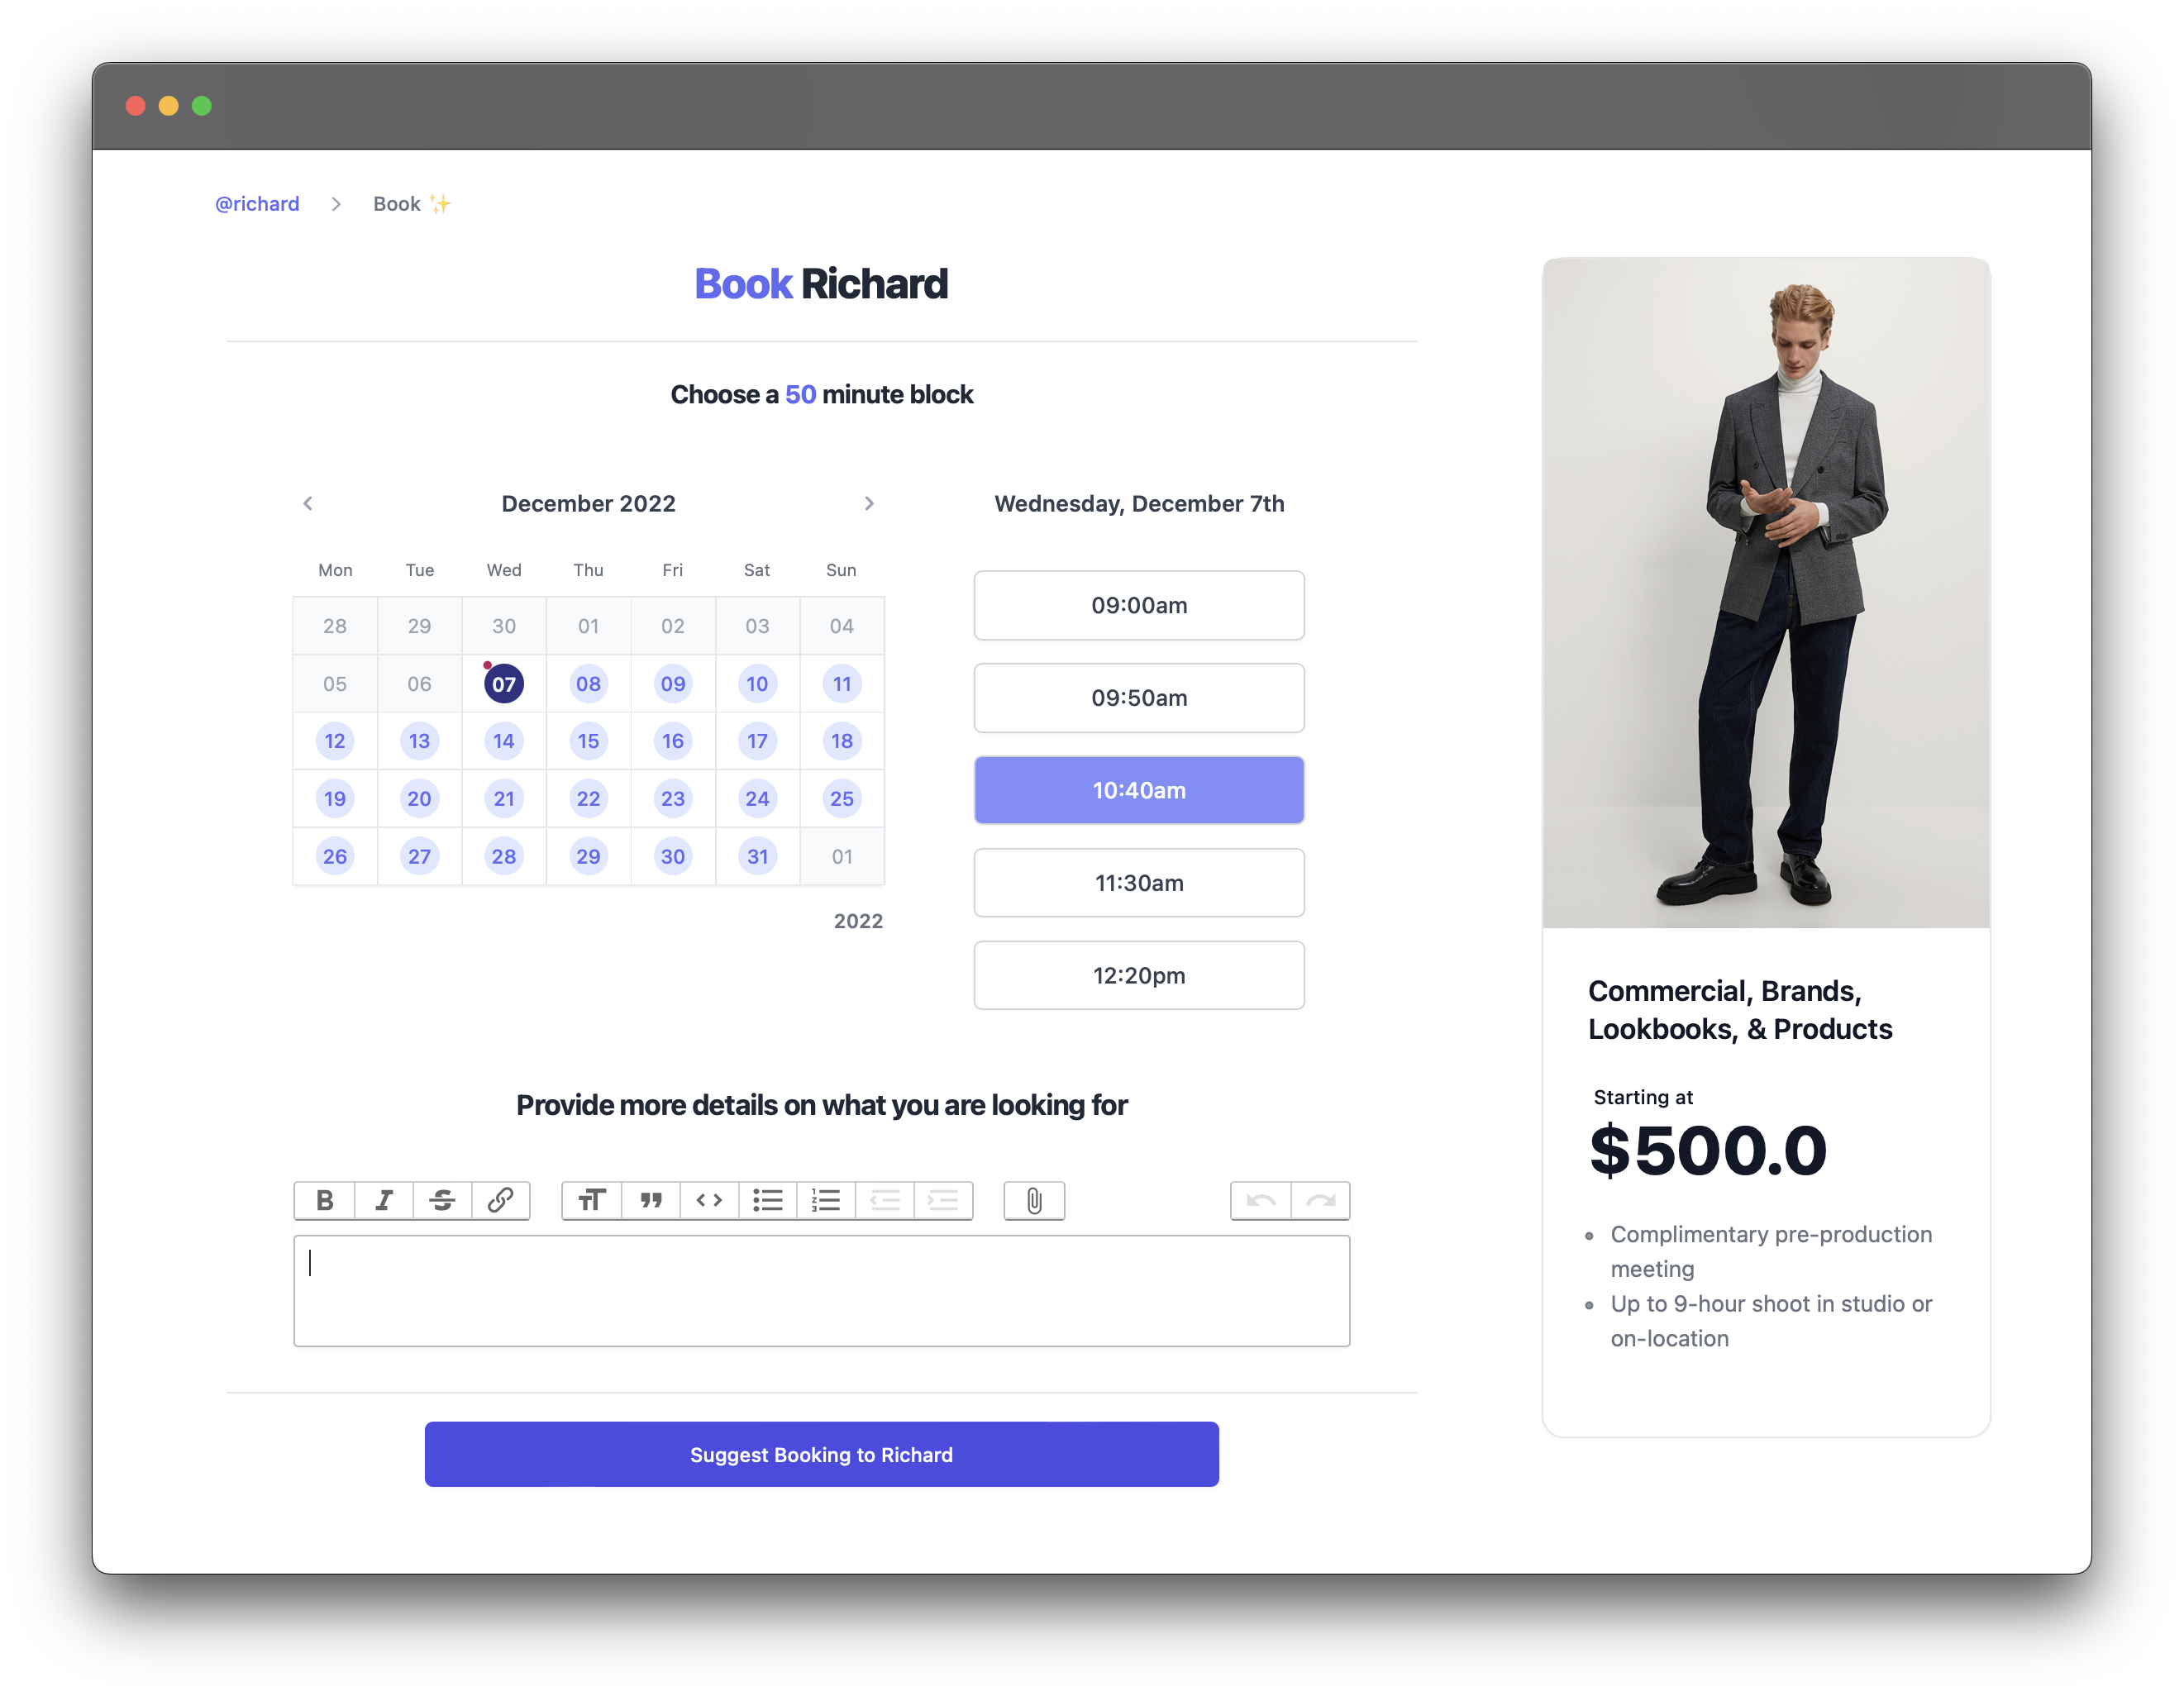 @richard > Book ✨
Book Richard
Choose a 50 minute block
December 2022
Mon Tue Wed Thu Fri Sat Sun
28 29 30 01 02 03 04
05 06 07 08 09 10 11
12 13 14 15 16 17 18
19 20 21 22 23 24 25
26 27 28 29 30 31 01
2022
Wednesday, December 7th
09:00am
09:50am
10:40am
11:30am
12:20pm
Provide more details on what you are looking for
Suggest Booking to Richard
Commercial, Brands,
Lookbooks, & Products
Starting at
$500.0
Complimentary pre-production
meeting
Up to 9-hour shoot in studio or
on-location